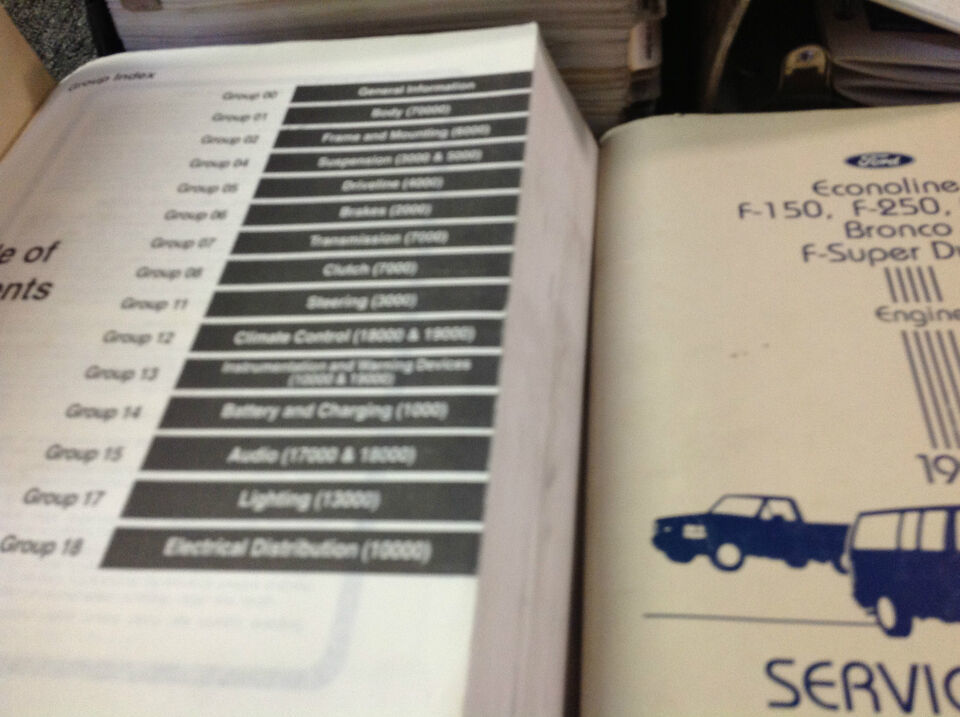 Group Index
le of
ents
Group 00 General Information
Group 01 Body (70000)
Group 02 Frame and Mounting (6000)
Group 04 Suspension (3000 & 5000)
Group 05 Driveline (4000)
Group 06 Brakes (2000)
Group 07 Transmission (7000)
Group 08 Clutch (7000)
Group 11 Steering (3000)
Group 12 Climate Control (18000 & 19000)
Group 13 Instrumentation and Warning Devices
(10000 & 19000)
Group 14 Battery and Charging (1000)
Group 15 Audio (17000 & 18000)
Group 17 Lighting (13000)
Group 18 Electrical Distribution (10000)
Ford
Econoline
F-150, F-250,
Bronco
F-Super D
Engine
19
SERVIC